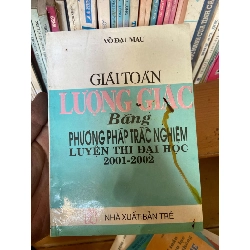 VÕ ĐẠI MAU
GIẢI TOÁN
LƯỢNG GIÁC
Bằng
PHƯƠNG PHÁP TRẮC NGHIỆM
LUYỆN THI ĐẠI HỌC
2001-2002
NHÀ XUẤT BẢN TRẺ